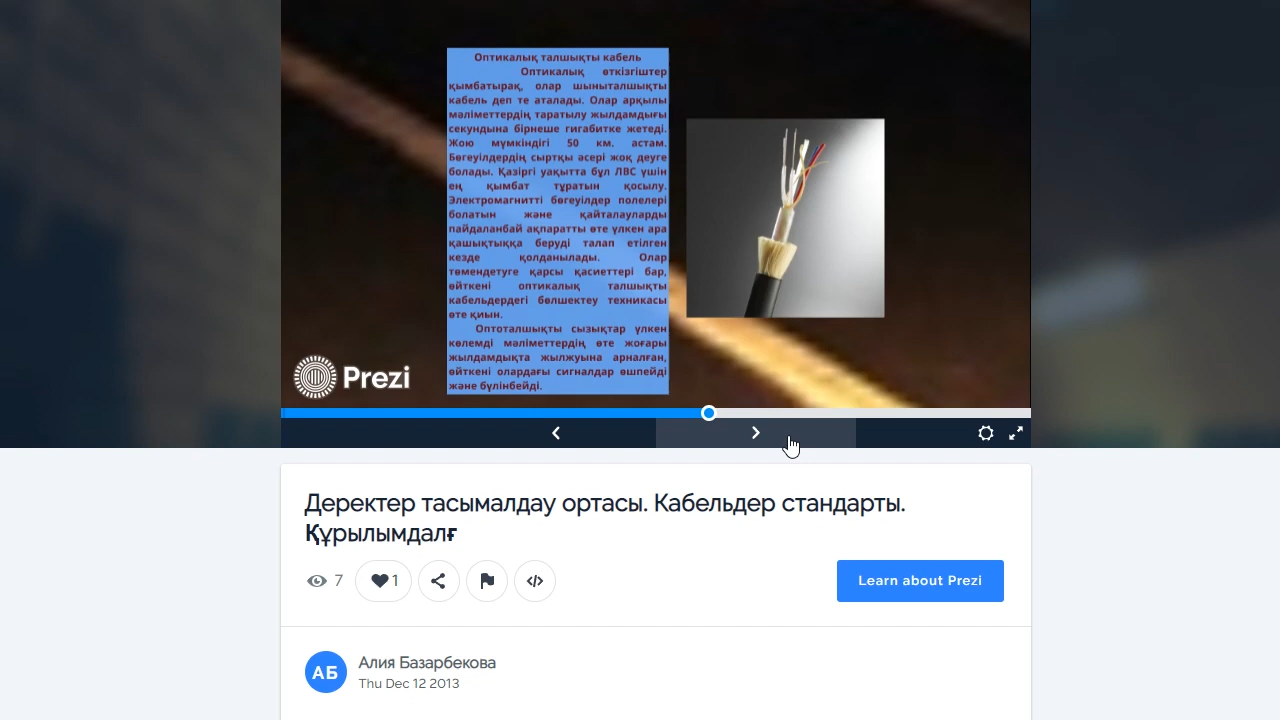 Оптикалық талшықты кабель
Оптикалық өткізгіштер
қымбатырақ, олар шыныталшықты
кабель деп те аталады. Олар арқылы
мәліметтердің таратылу жылдамдығы
секундына бірнеше гигабитке жетеді.
Жою мүмкіндігі 50 км. астам.
Бөгеуілдердің сыртқы әсері жоқ деуге
болады. Қазіргі уақытта бұл ЛВС үшін
ең қымбат тұратын қосылу.
Электромагнитті бөгеуілдер полелері
болатын және қайталауларды
пайдаланбай ақпаратты өте үлкен ара
қашықтыққа беруді талап етілген
кезде қолданылады. Олар
төмендетуге қарсы қасиеттері бар,
өйткені оптикалық талшықты
кабельдердегі бөлшектеу техникасы
өте қиын.
Оптоталшықты сызықтар үлкен
көлемді мәліметтердің өте жоғары
жылдамдықта жылжуына арналған,
өйткені олардағы сигналдар өшпейді
және бүлінбейді.
Prezi
Деректер тасымалдау ортасы. Кабельдер стандарты.
Құрылымдалғ
7
1
Learn about Prezi
АБ
Алия Базарбекова
Thu Dec 12 2013